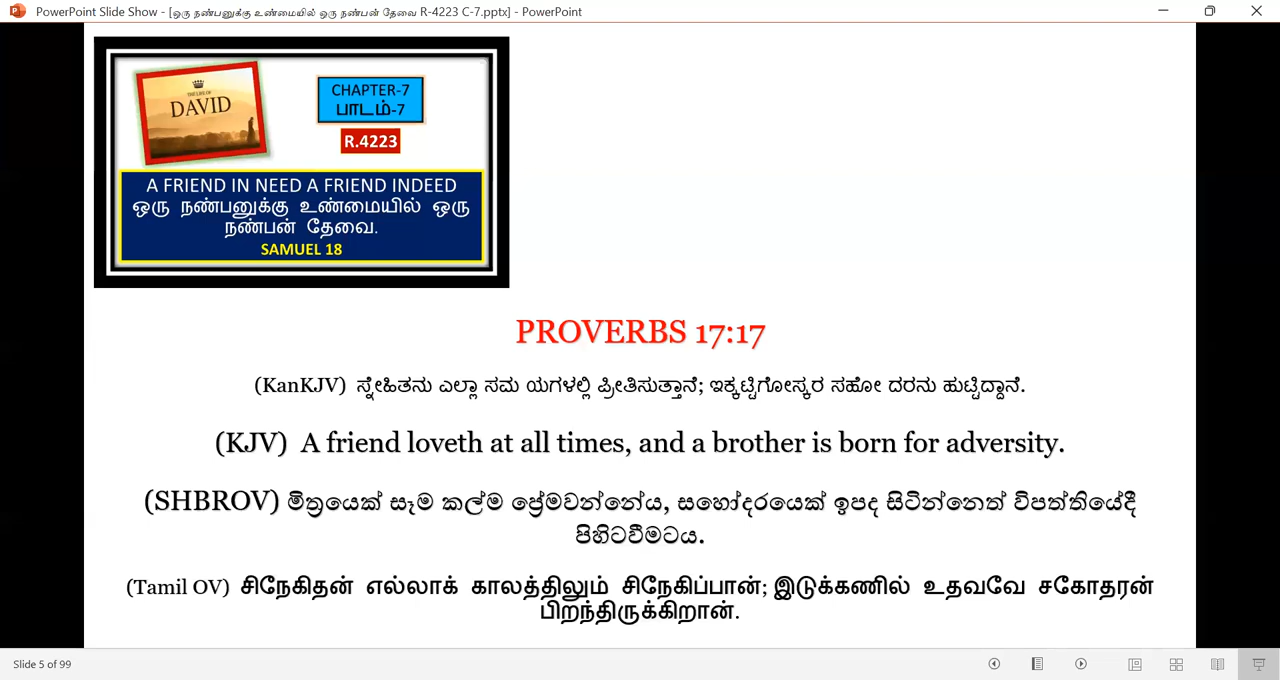 PowerPoint Slide Show - [ஒரு நண்பனுக்கு உண்மையில் ஒரு நண்பன் தேவை R-4223 C-7.pptx] - PowerPoint
THE LIFE OF
DAVID
CHAPTER-7
பாடம்-7
R.4223
A FRIEND IN NEED A FRIEND INDEED
ஒரு நண்பனுக்கு உண்மையில் ஒரு
நண்பன் தேவை.
SAMUEL 18
PROVERBS 17:17
(KanKJV) ಸ್ನೇಹಿತನು ಎಲ್ಲಾ ಸಮ ಯಗಳಲ್ಲಿ ಪ್ರೀತಿಸುತ್ತಾನೆ; ಇಕ್ಕಟ್ಟಿಗೋಸ್ಕರ ಸಹೋ ದರನು ಹುಟ್ಟಿದ್ದಾನೆ.
(KJV) A friend loveth at all times, and a brother is born for adversity.
(SHBROV) මිත්‍රයෙක් සෑම කල්ම ප්‍රේමවන්නේය, සහෝදරයෙක් ඉපද සිටින්නෙත් විපත්තියේදී
පිහිටවීමටය.
(Tamil OV) சிநேகிதன் எல்லாக் காலத்திலும் சிநேகிப்பான்; இடுக்கணில் உதவவே சகோதரன்
பிறந்திருக்கிறான்.
Slide 5 of 99